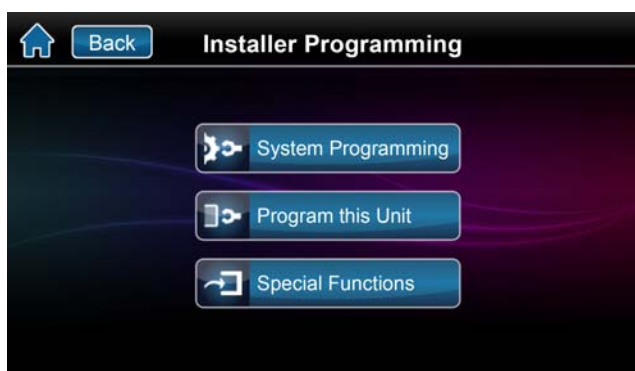 Back
Installer Programming
System Programming
Program this Unit
Special Functions